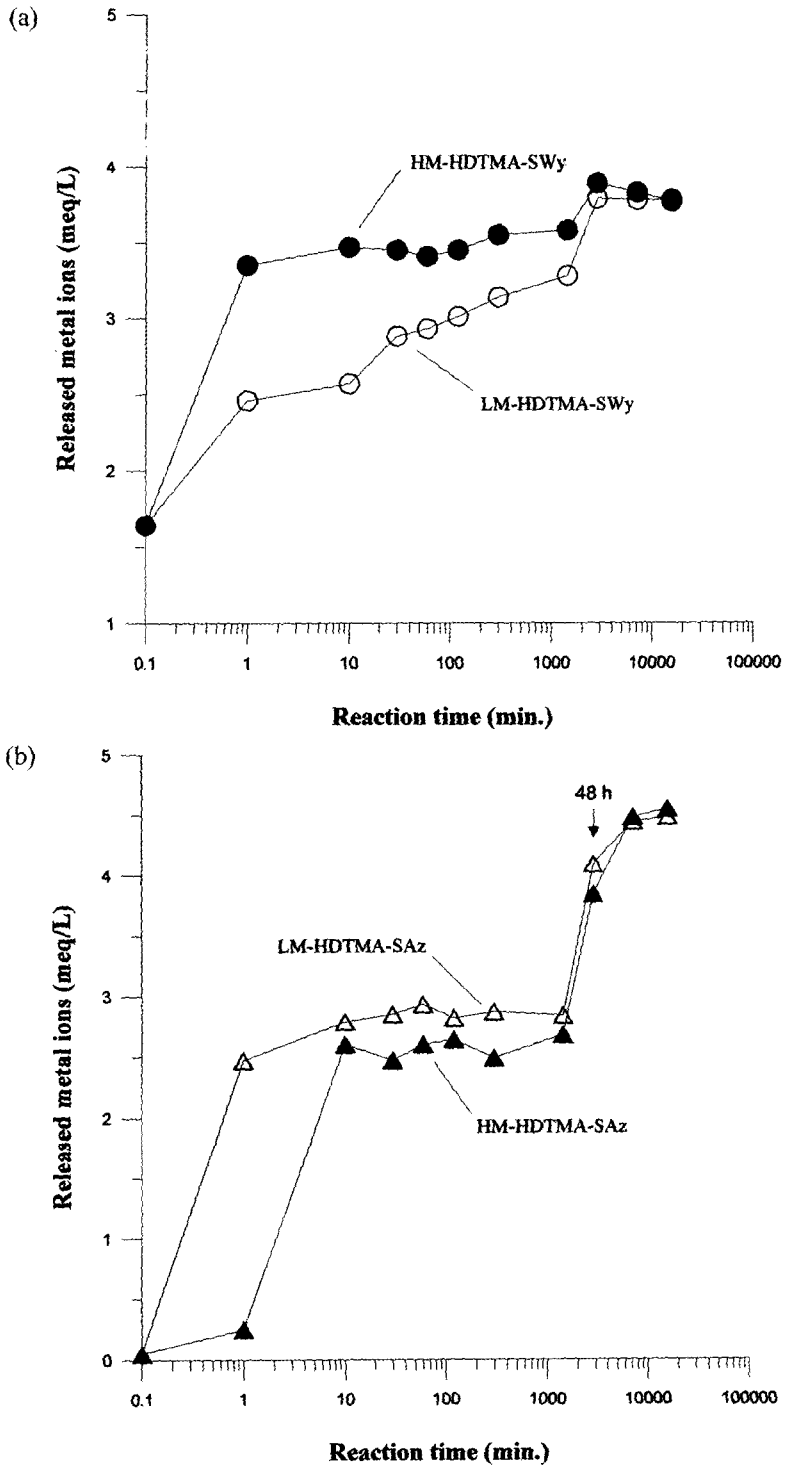 (a)
5
4
3
2
1
Released metal ions (meq/L)
HM-HDTMA-SWy
LM-HDTMA-SWy
0.1 1 10 100 1000 10000 100000
Reaction time (min.)
(b)
5
4
3
2
1
0
Released metal ions (meq/L)
48 h
LM-HDTMA-SAz
HM-HDTMA-SAz
0.1 1 10 100 1000 10000 100000
Reaction time (min.)